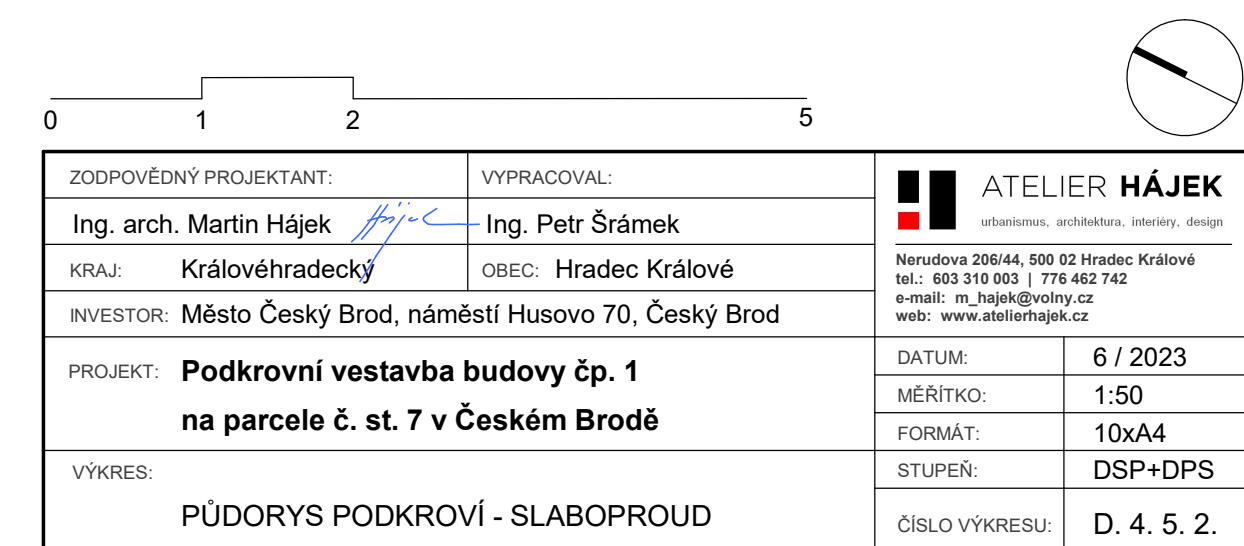 0 1 2 5
ZODPOVĚDNÝ PROJEKTANT: VYPRACOVAL:
Ing. arch. Martin Hájek Hájek Ing. Petr Šrámek
KRAJ: Královéhradecký OBEC: Hradec Králové
INVESTOR: Město Český Brod, náměstí Husovo 70, Český Brod
PROJEKT: Podkrovní vestavba budovy čp. 1
na parcele č. st. 7 v Českém Brodě
VÝKRES:
PŮDORYS PODKROVÍ - SLABOPROUD
ATELIER HÁJEK
urbanismus, architektura, interiéry, design
Nerudova 206/44, 500 02 Hradec Králové
tel.: 603 310 003 | 776 462 742
e-mail: m_hajek@volny.cz
web: www.atelierhajek.cz
DATUM: 6 / 2023
MĚŘÍTKO: 1:50
FORMÁT: 10xA4
STUPEŇ: DSP+DPS
ČÍSLO VÝKRESU: D. 4. 5. 2.